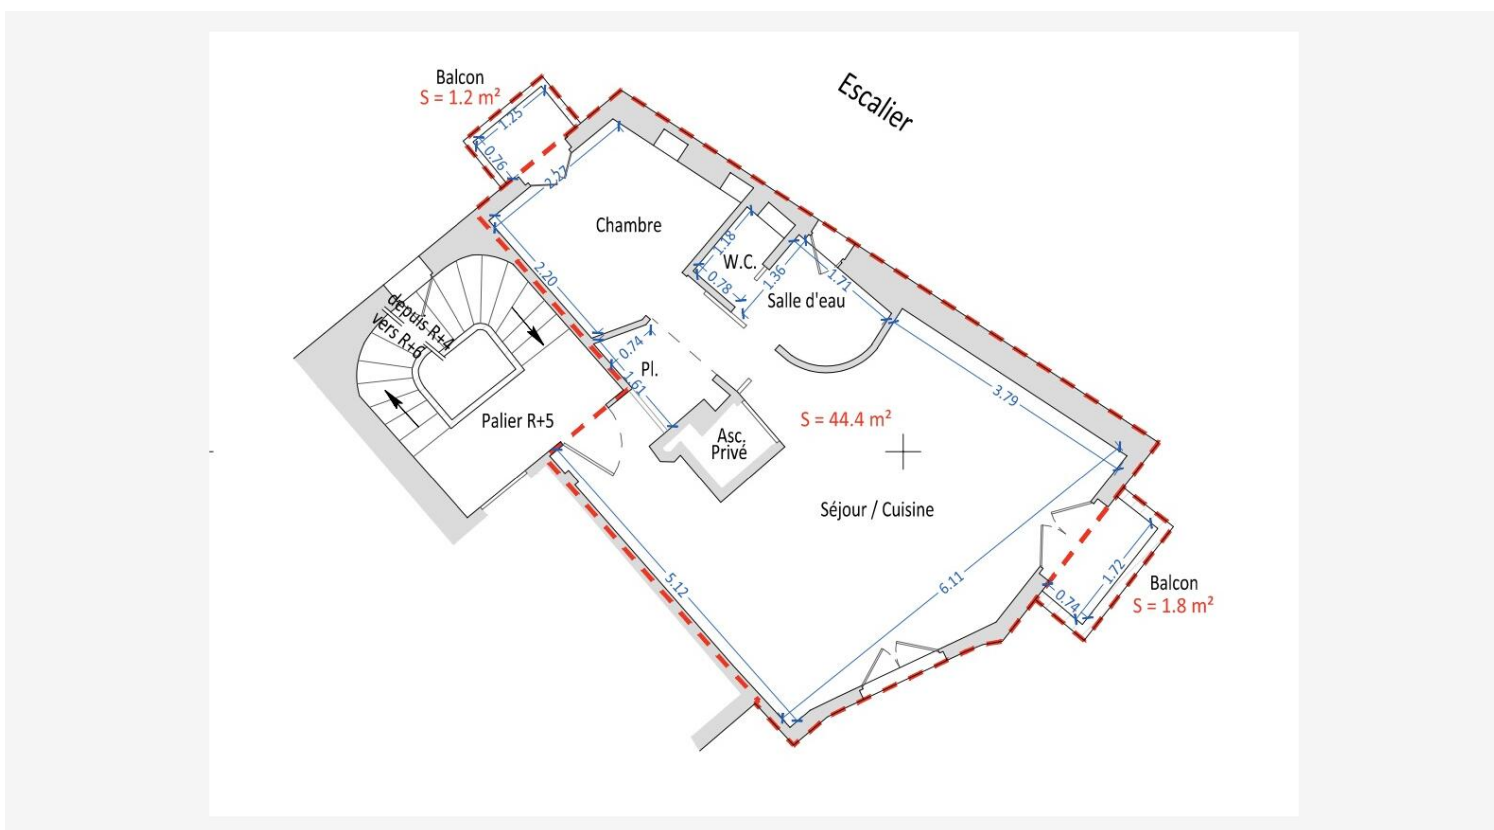 Escalier
Balcon
S = 1.2 m²
1.25
0.76
2.27
Chambre
1.18
W.C.
0.78
1.36
1.71
Salle d'eau
2.20
depuis R+4
vers R+6
0.74
Pl.
1.61
3.79
Palier R+5
S = 44.4 m²
Asc.
Privé
Séjour / Cuisine
5.12
6.11
1.72
0.74
Balcon
S = 1.8 m²